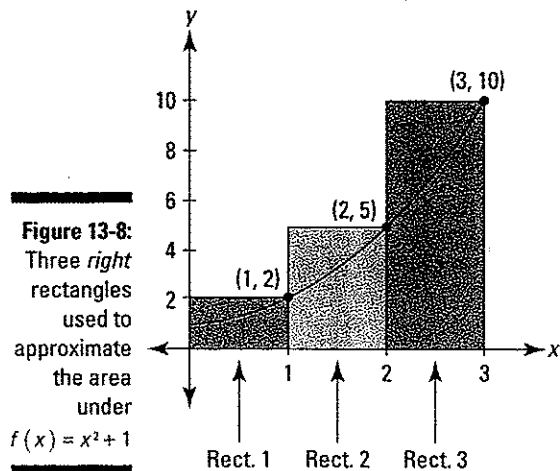 y
(3, 10)
10
8
6
(2, 5)
4
(1, 2)
2
x
1 2 3
Rect. 1 Rect. 2 Rect. 3
Figure 13-8:
Three right
rectangles
used to
approximate
the area
under
f(x) = x² + 1